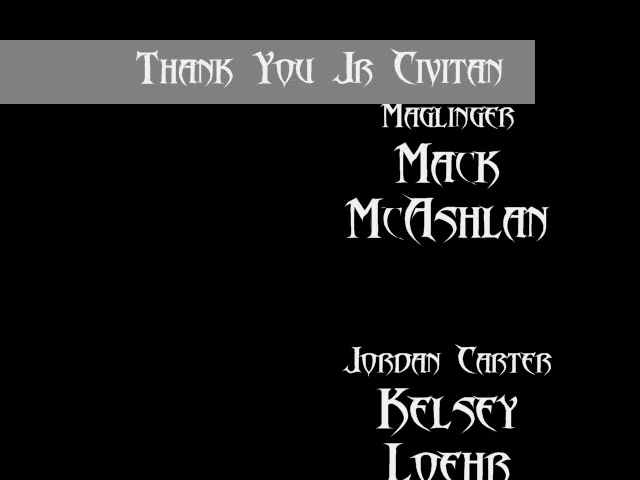 Thank You Jr Civitan
Maglinger
Mack
McAshlan
Jordan Carter
Kelsey
Loehr